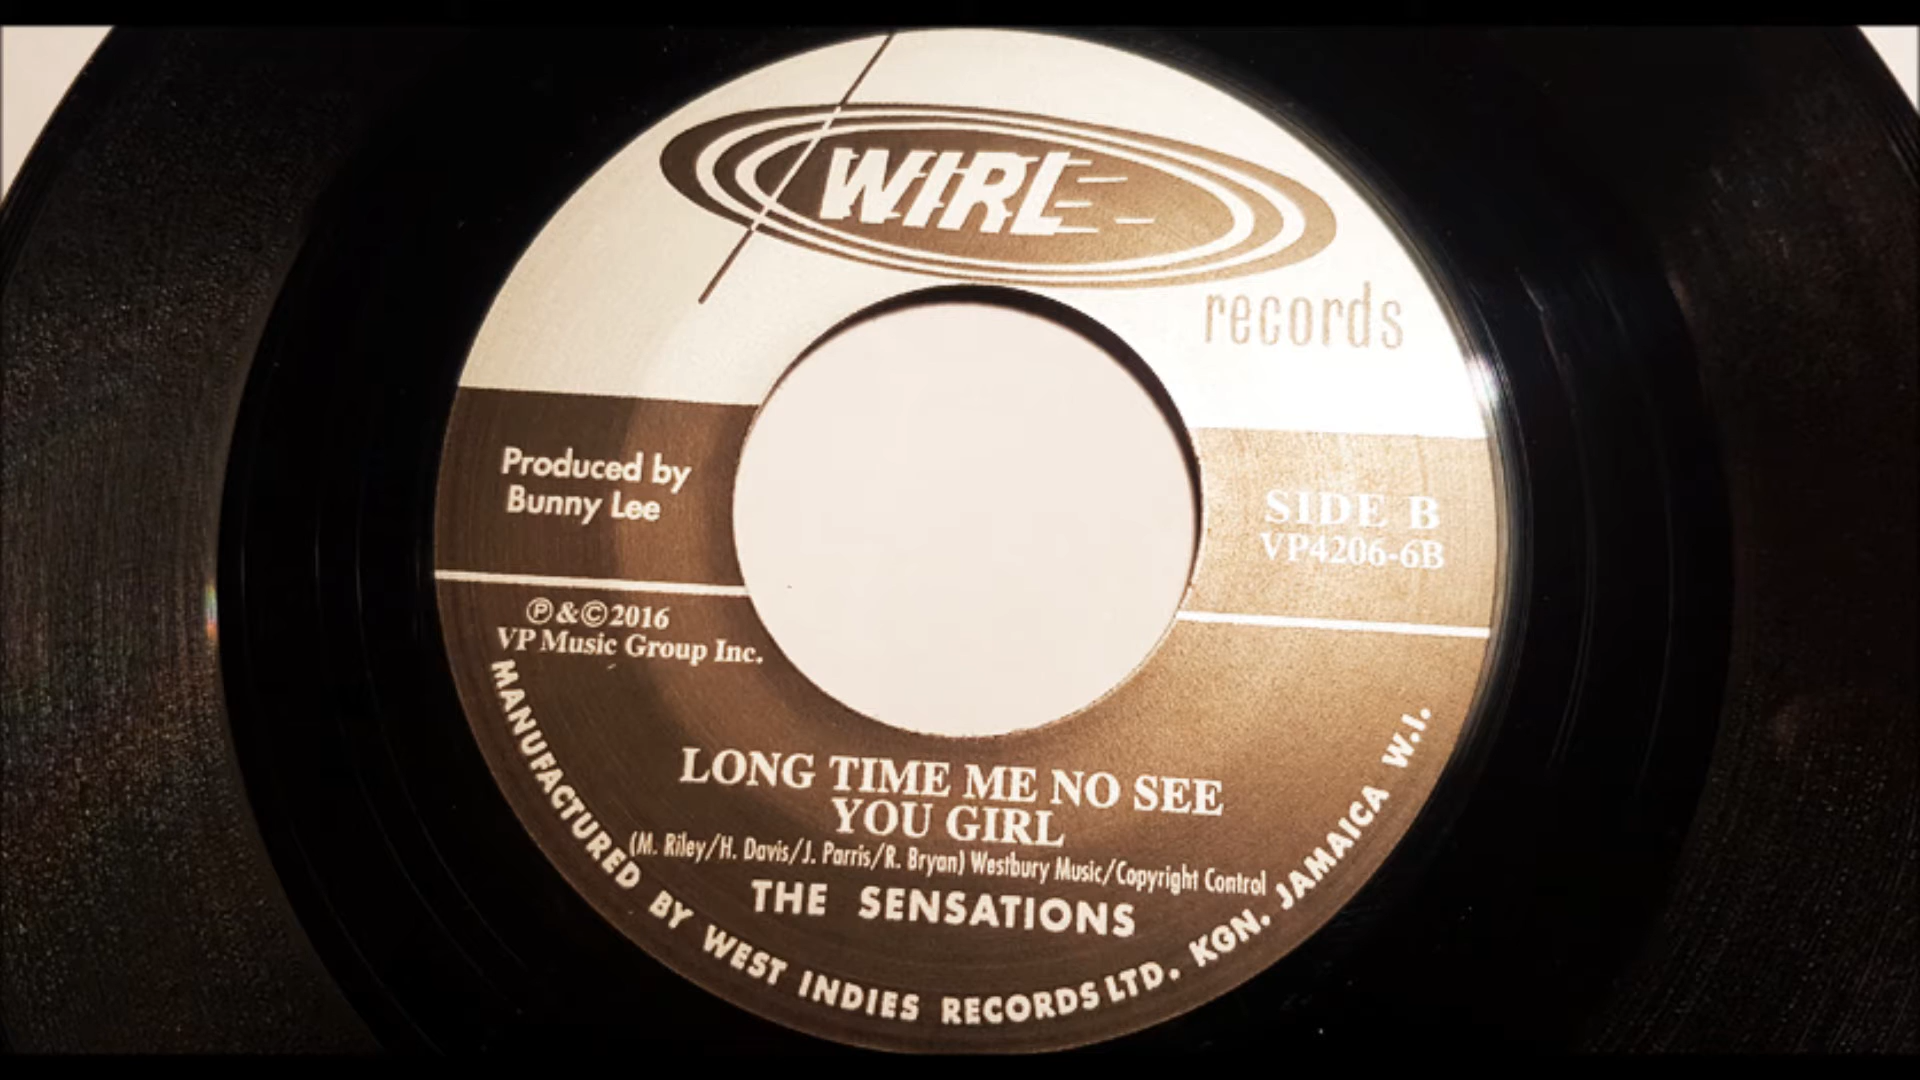 WIRL
records
Produced by
Bunny Lee
SIDE B
VP4206-6B
Ⓟ&©2016
VP Music Group Inc.
LONG TIME ME NO SEE
YOU GIRL
(M. Riley/H. Davis/J. Parris/R. Bryan) Westbury Music/Copyright Control
THE SENSATIONS
MANUFACTURED BY WEST INDIES RECORDS LTD. KGN. JAMAICA W.I.